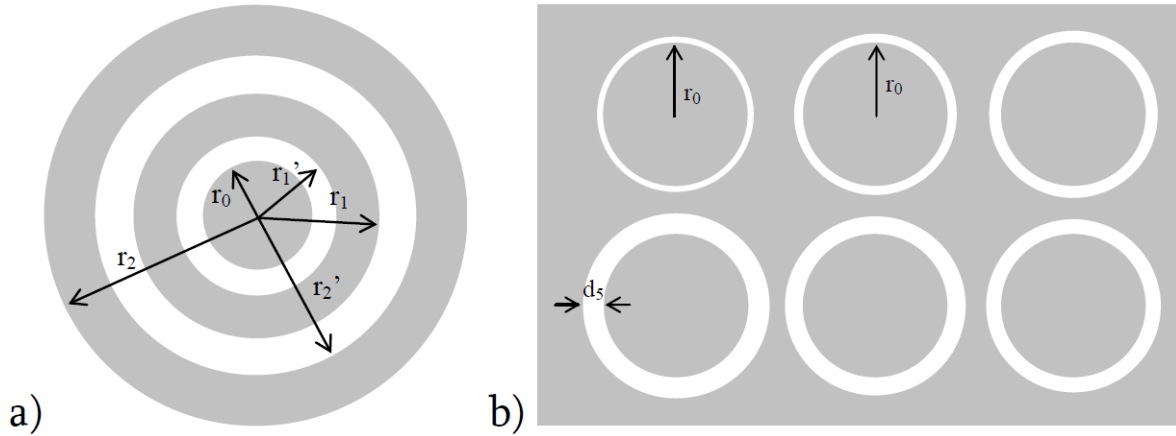 r₀
r₁’
r₁
r₂
r₂’
a)
r₀
r₀
d₅
b)